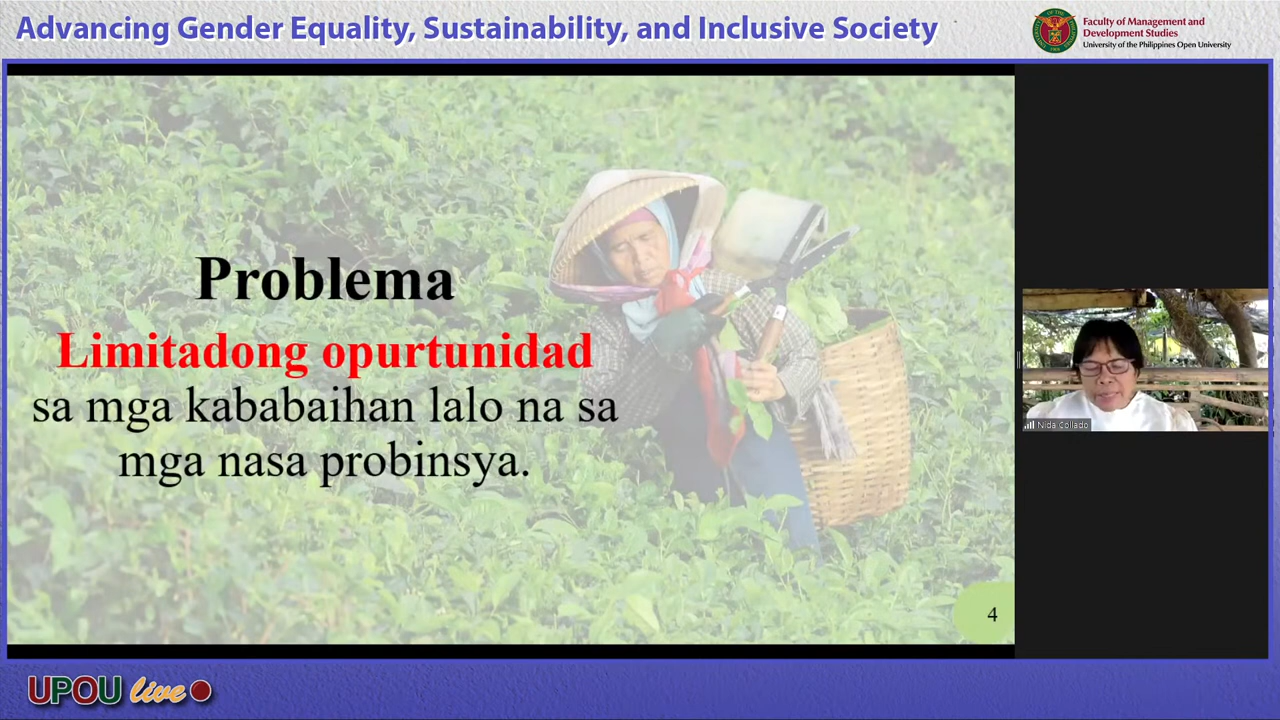 Advancing Gender Equality, Sustainability, and Inclusive Society
Faculty of Management and
Development Studies
University of the Philippines Open University
Problema
Limitadong opurtunidad
sa mga kababaihan lalo na sa
mga nasa probinsya.
4
Nida Collado
UPOU live